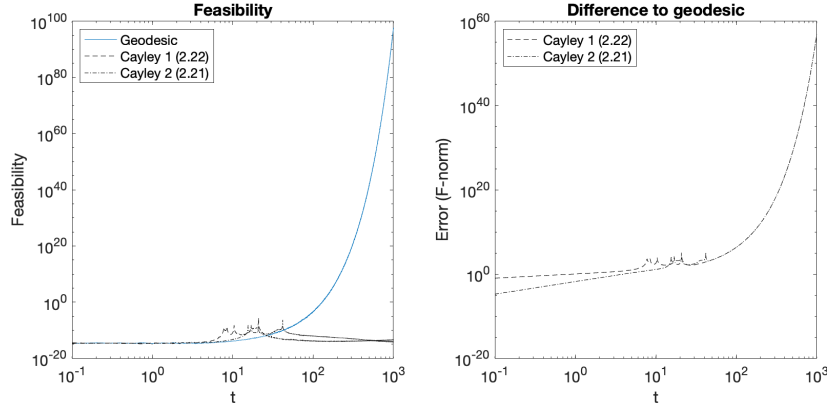 Feasibility
10^100
10^80
10^60
10^40
10^20
10^0
10^-20
Feasibility
Geodesic
Cayley 1 (2.22)
Cayley 2 (2.21)
10^-1
10^0
10^1
10^2
10^3
t
Difference to geodesic
10^60
10^40
10^20
10^0
10^-20
Error (F-norm)
Cayley 1 (2.22)
Cayley 2 (2.21)
10^-1
10^0
10^1
10^2
10^3
t